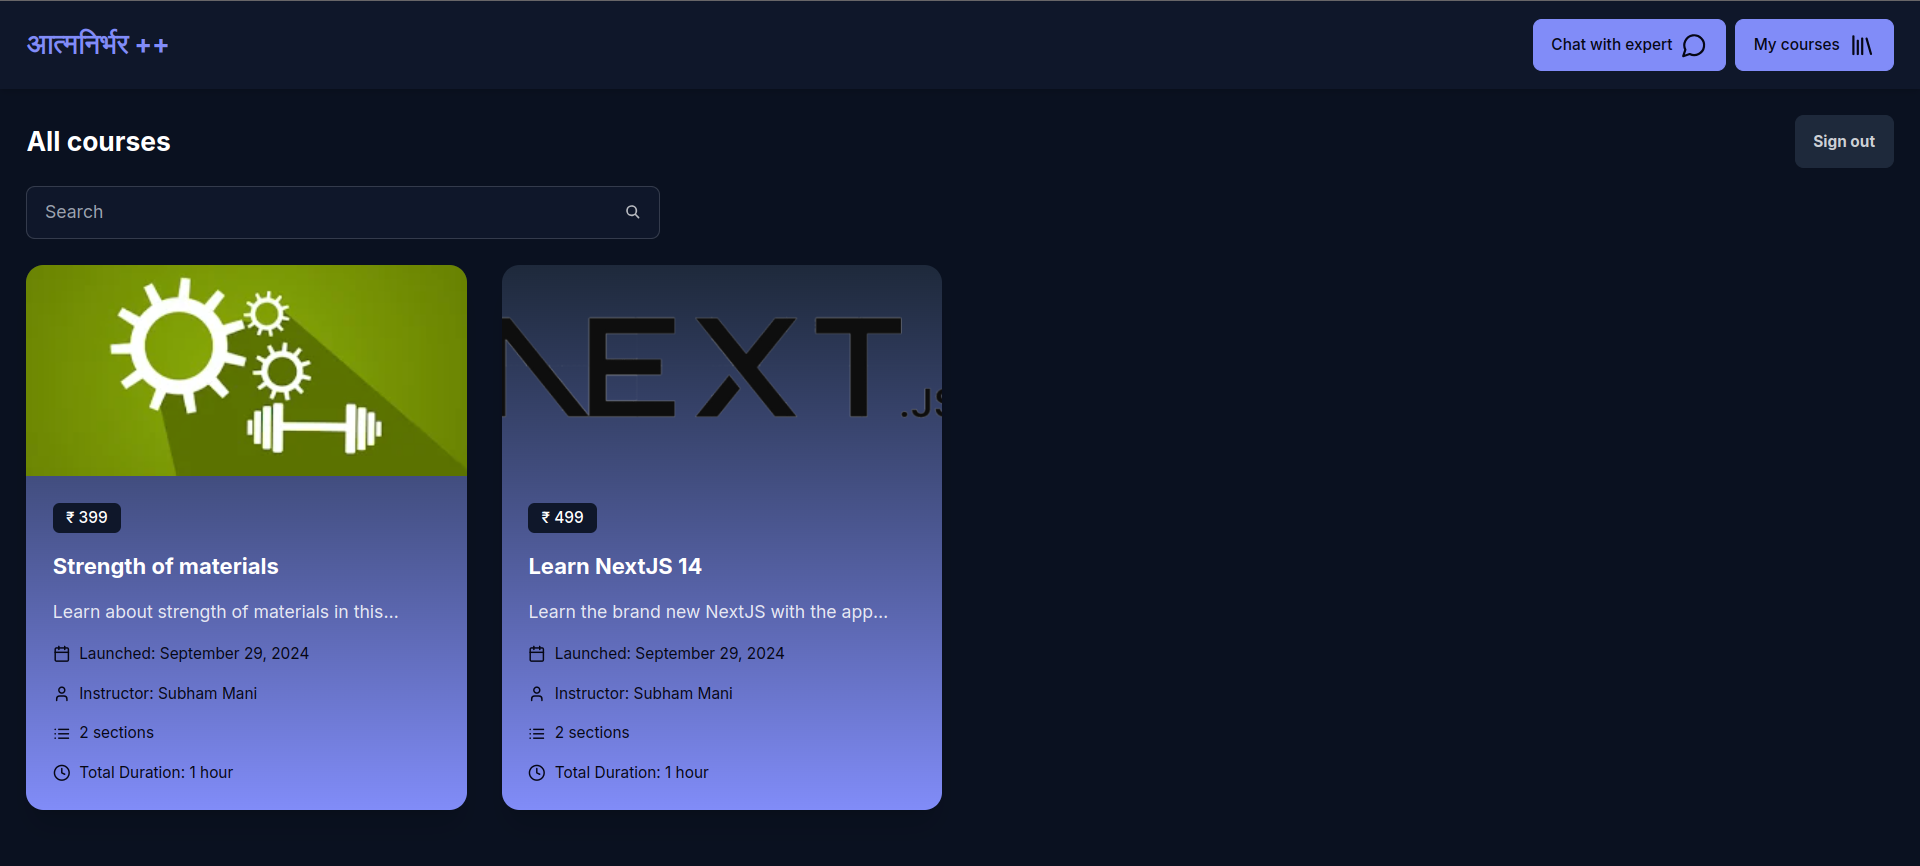 आत्मनिर्भर ++
Chat with expert
My courses
All courses
Sign out
Search
NEXT.JS
₹ 399
Strength of materials
Learn about strength of materials in this...
Launched: September 29, 2024
Instructor: Subham Mani
2 sections
Total Duration: 1 hour
₹ 499
Learn NextJS 14
Learn the brand new NextJS with the app...
Launched: September 29, 2024
Instructor: Subham Mani
2 sections
Total Duration: 1 hour